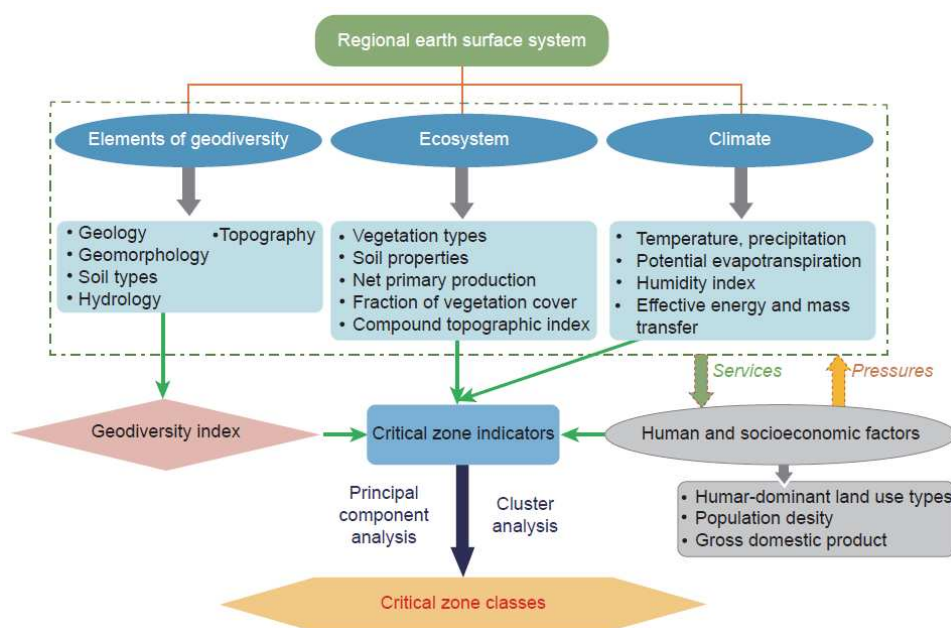 Regional earth surface system
Elements of geodiversity
Ecosystem
Climate
• Geology
•Topography
• Geomorphology
• Soil types
• Hydrology
• Vegetation types
• Soil properties
• Net primary production
• Fraction of vegetation cover
• Compound topographic index
• Temperature, precipitation
• Potential evapotranspiration
• Humidity index
• Effective energy and mass
transfer
Services
Pressures
Geodiversity index
Critical zone indicators
Human and socioeconomic factors
Principal
component
analysis
Cluster
analysis
• Humar-dominant land use types
• Population desity
• Gross domestic product
Critical zone classes